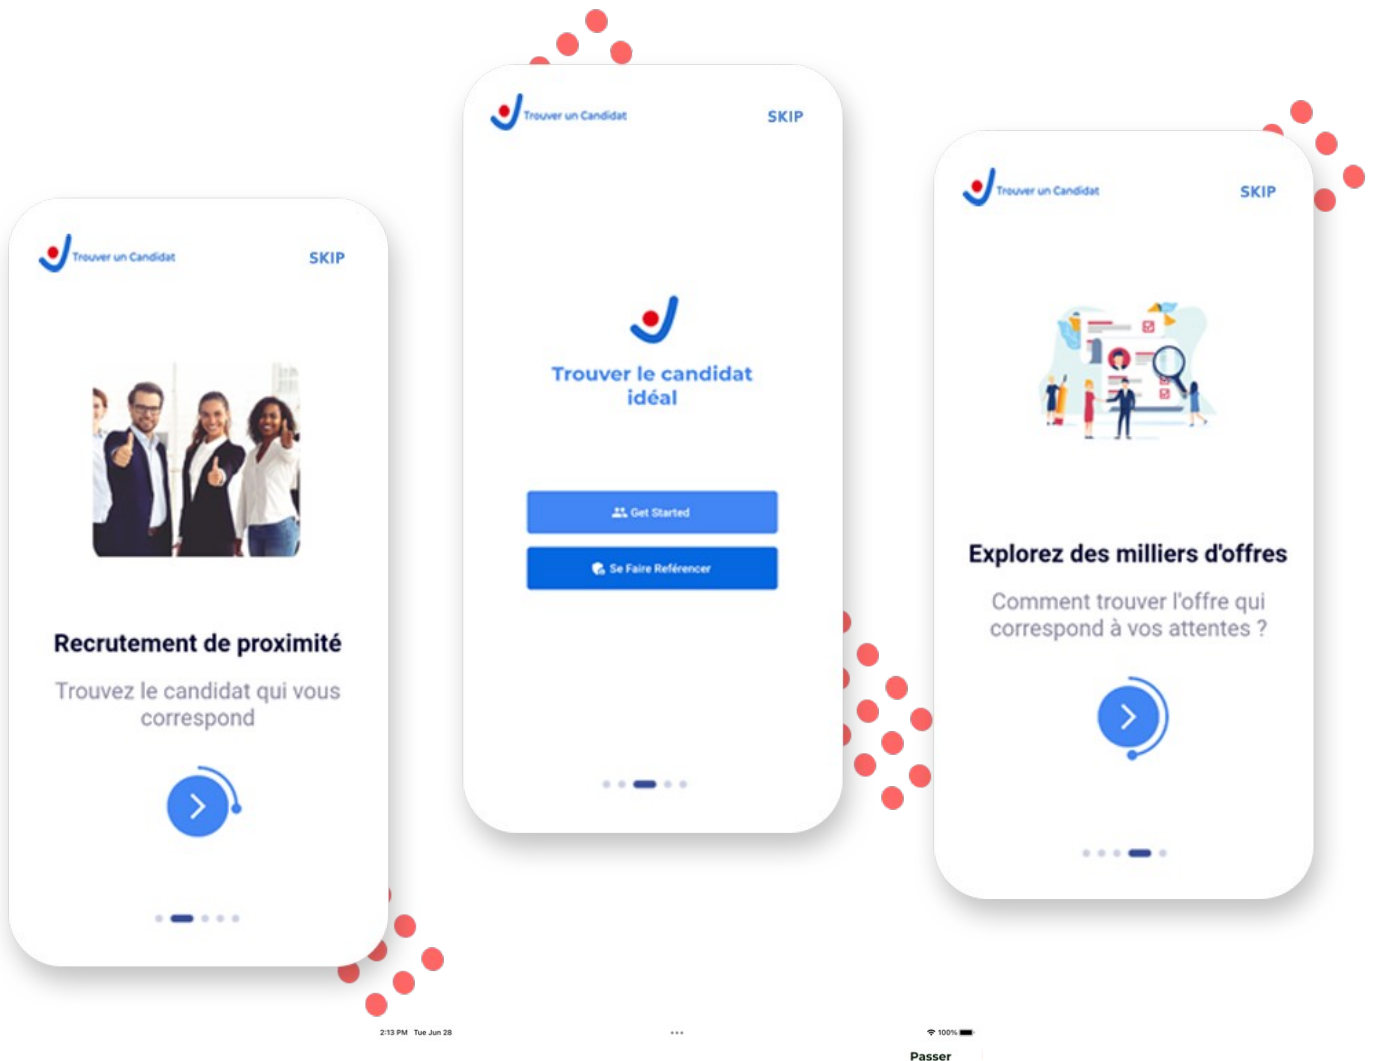 Trouver un Candidat
SKIP
Recrutement de proximité
Trouvez le candidat qui vous
correspond
Trouver un Candidat
SKIP
Trouver le candidat
idéal
Get Started
Se Faire Reférencer
Trouver un Candidat
SKIP
Explorez des milliers d'offres
Comment trouver l'offre qui
correspond à vos attentes ?
2:13 PM Tue Jun 28
100%
Passer